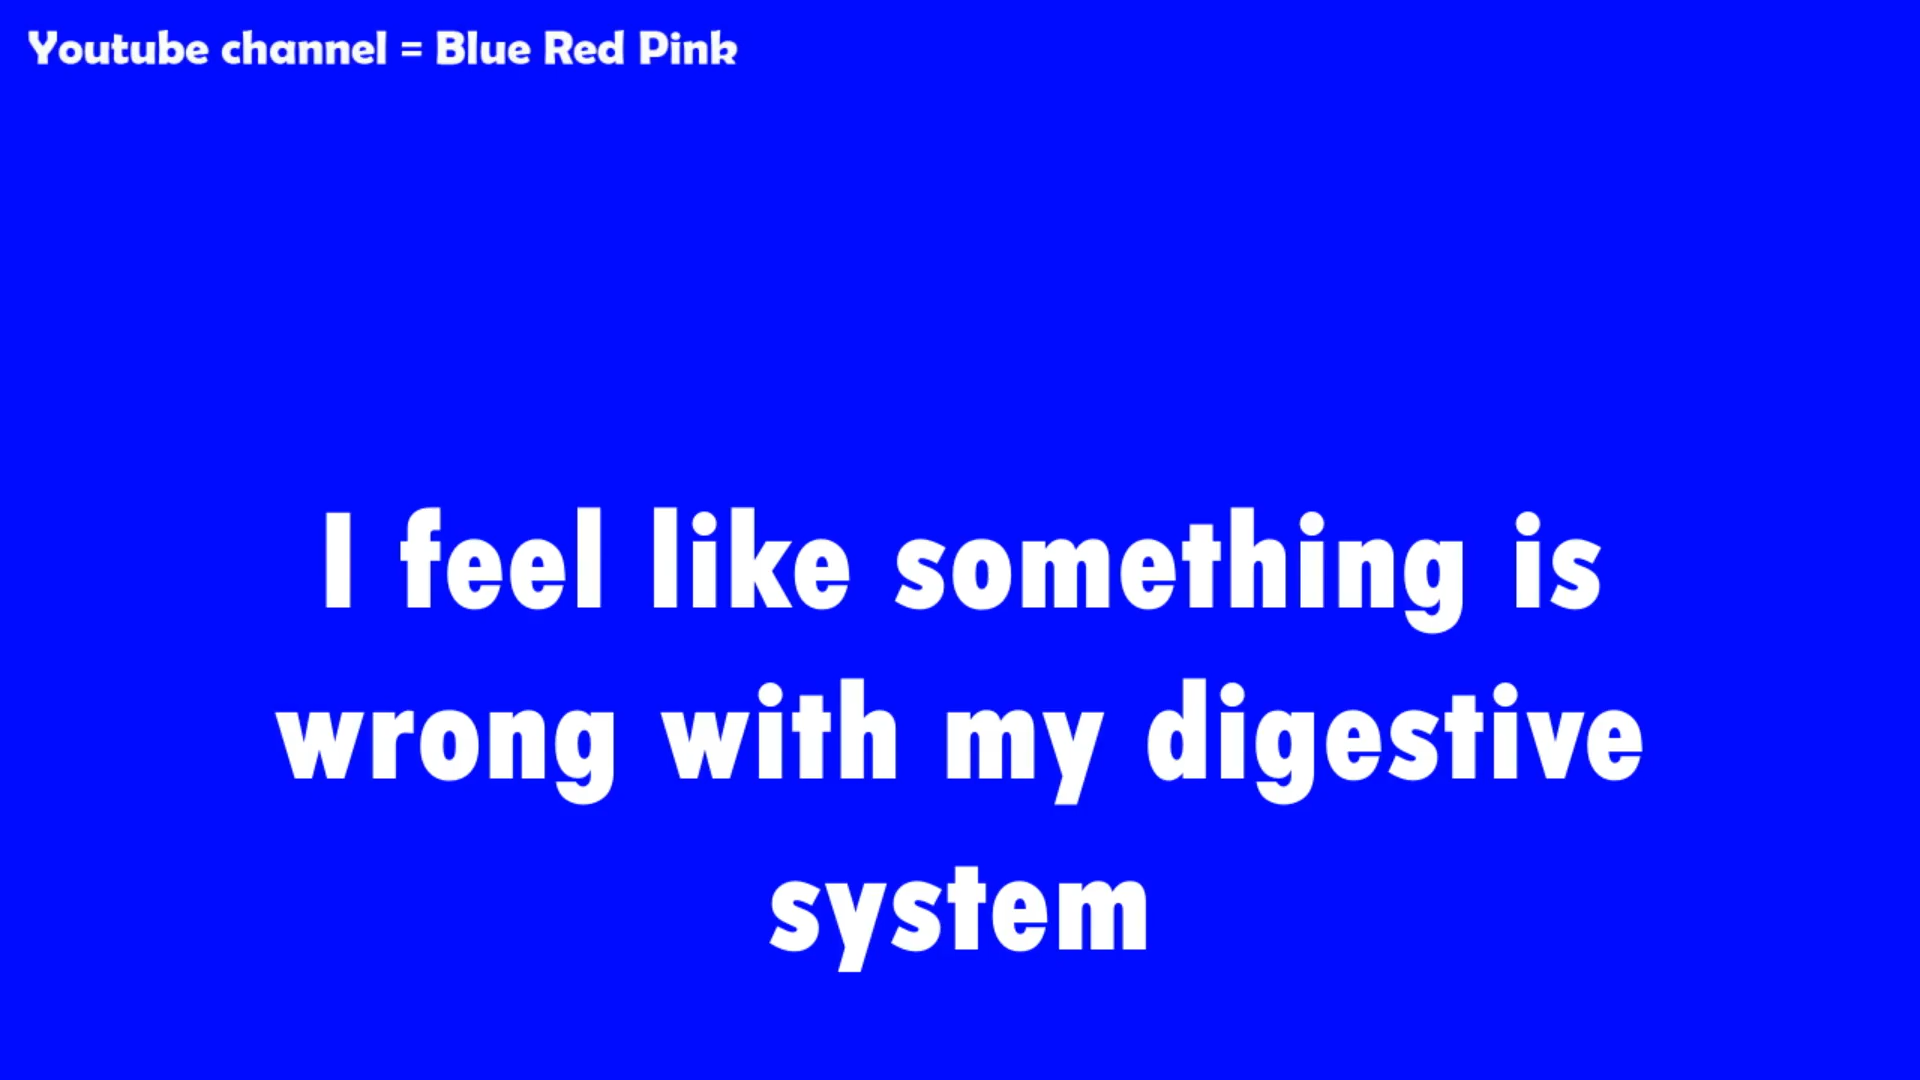 Youtube channel = Blue Red Pink
I feel like something is
wrong with my digestive
system